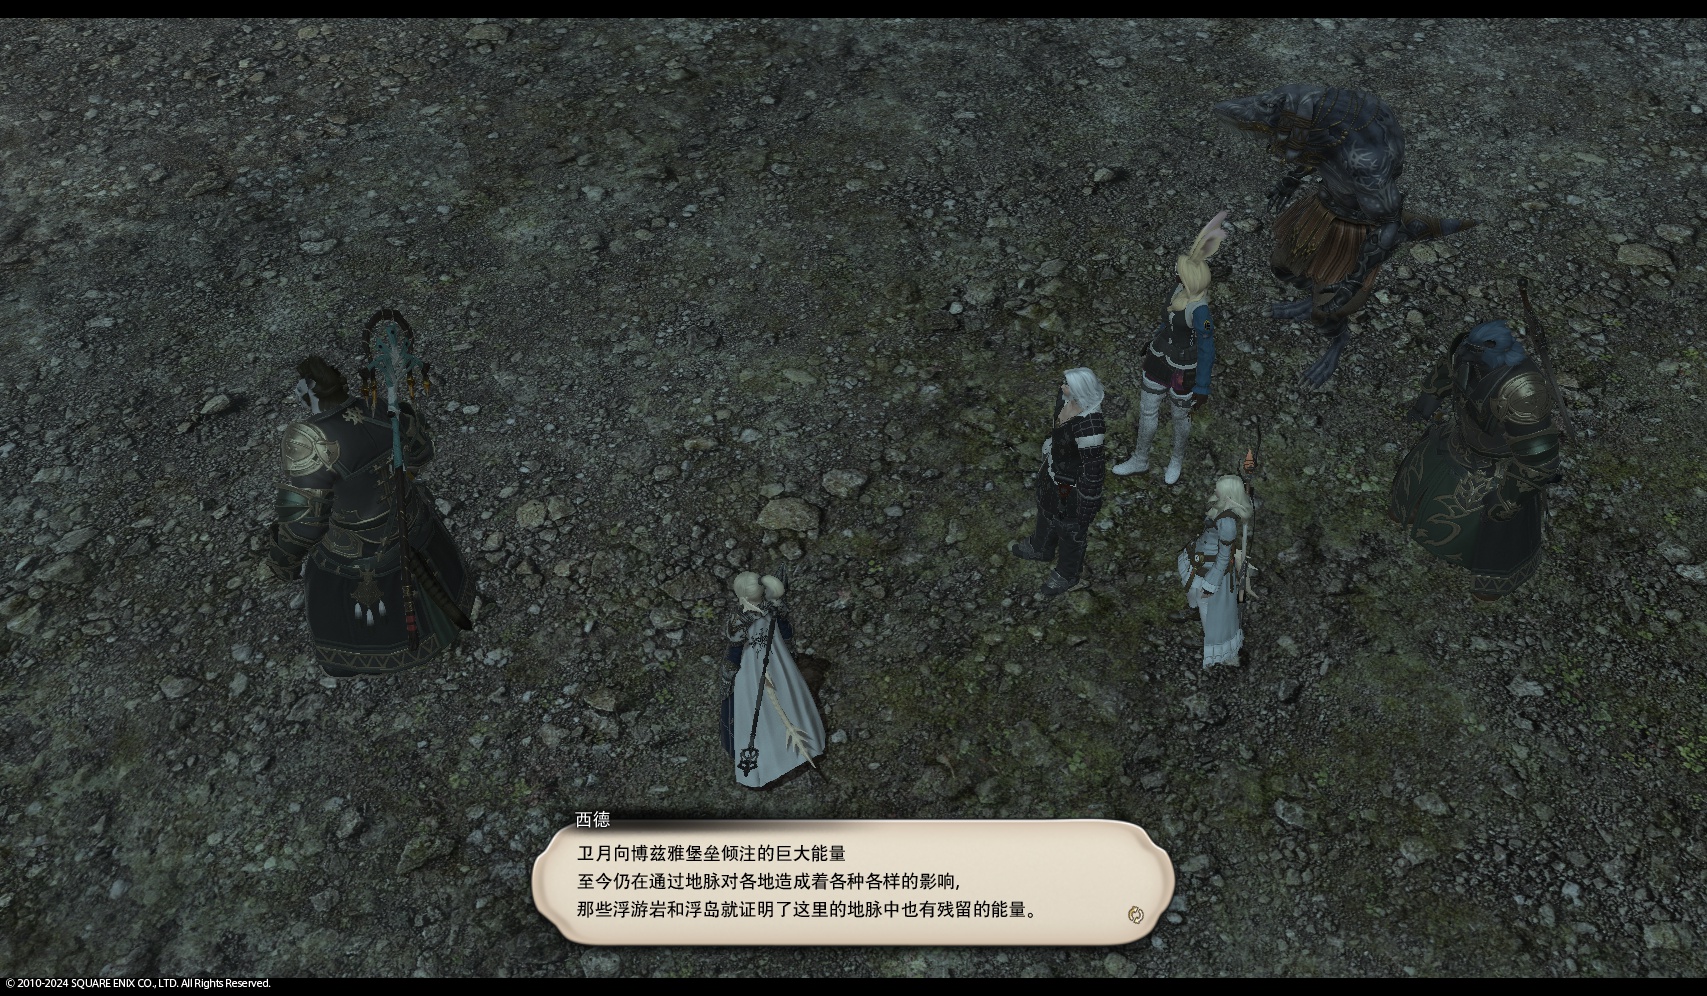 西德
卫月向博兹雅堡垒倾注的巨大能量
至今仍在通过地脉对各地造成着各种各样的影响,
那些浮游岩和浮岛就证明了这里的地脉中也有残留的能量。
© 2010-2024 SQUARE ENIX CO., LTD. All Rights Reserved.